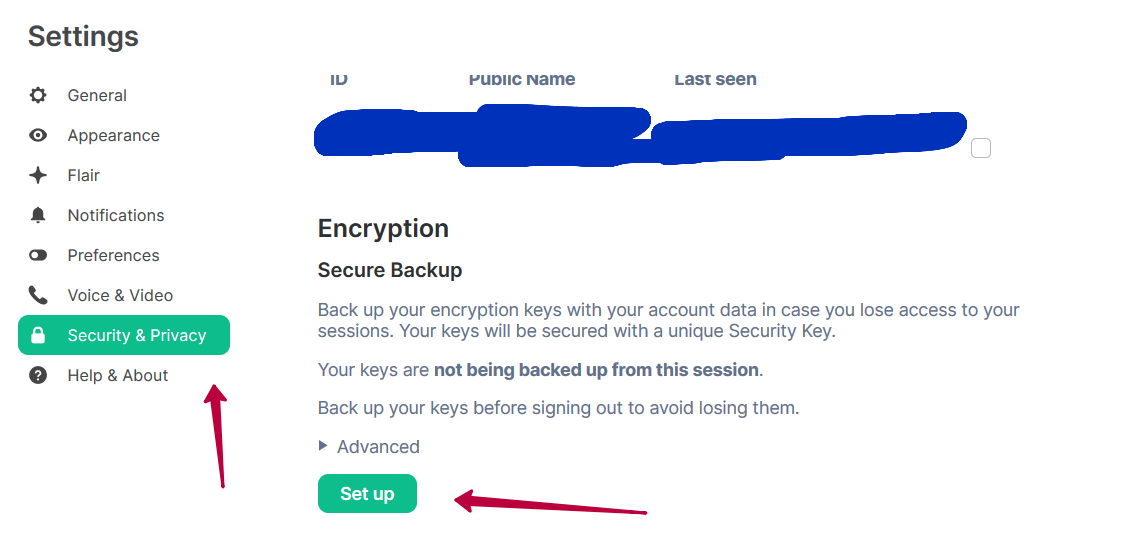 Settings
General
Appearance
Flair
Notifications
Preferences
Voice & Video
Security & Privacy
Help & About
ID Public Name Last seen
Encryption
Secure Backup
Back up your encryption keys with your account data in case you lose access to your
sessions. Your keys will be secured with a unique Security Key.
Your keys are not being backed up from this session.
Back up your keys before signing out to avoid losing them.
Advanced
Set up